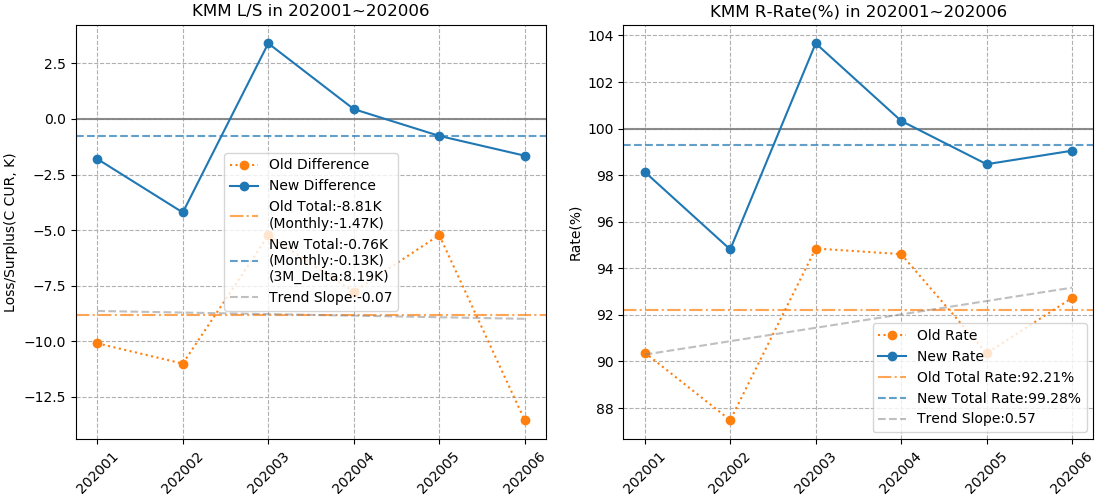 KMM L/S in 202001~202006
Loss/Surplus(C CUR, K)
2.5
0.0
−2.5
−5.0
−7.5
−10.0
−12.5
Old Difference
New Difference
Old Total:-8.81K
(Monthly:-1.47K)
New Total:-0.76K
(Monthly:-0.13K)
(3M_Delta:8.19K)
Trend Slope:-0.07
202001
202002
202003
202004
202005
202006
KMM R-Rate(%) in 202001~202006
Rate(%)
104
102
100
98
96
94
92
90
88
Old Rate
New Rate
Old Total Rate:92.21%
New Total Rate:99.28%
Trend Slope:0.57
202001
202002
202003
202004
202005
202006